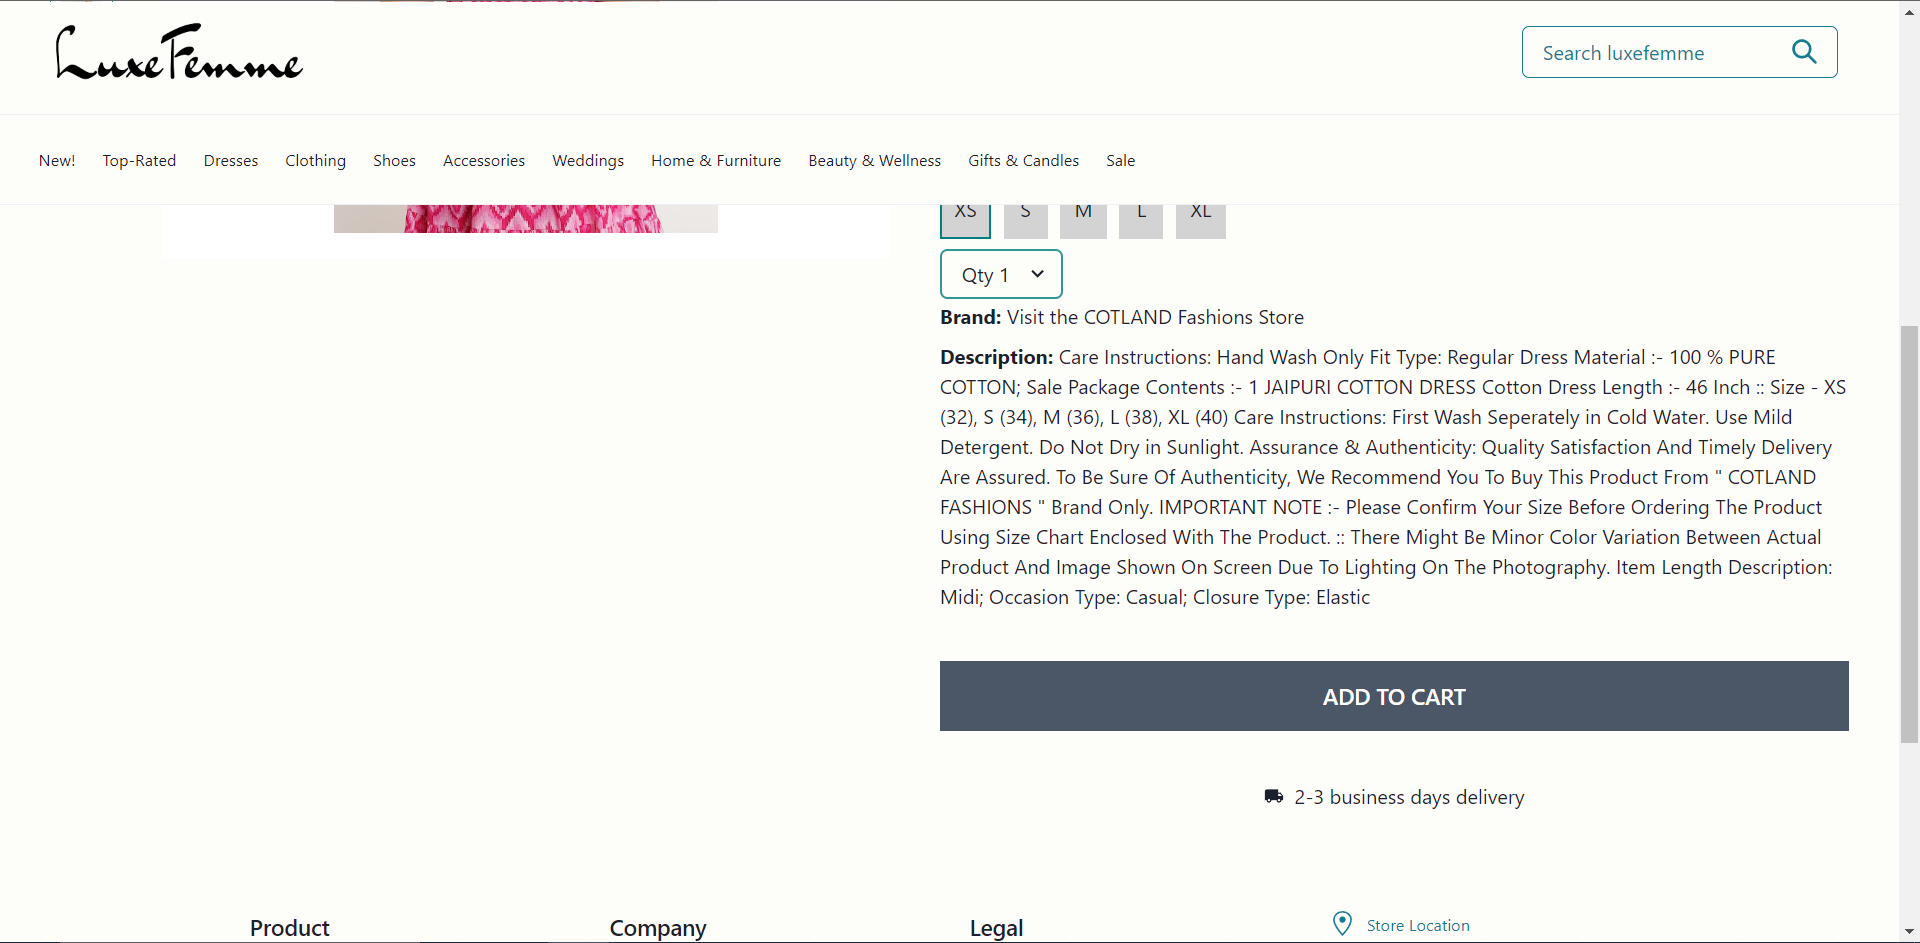 LuxeFemme
Search luxefemme
New! Top-Rated Dresses Clothing Shoes Accessories Weddings Home & Furniture Beauty & Wellness Gifts & Candles Sale
XS S M L XL
Qty 1
Brand: Visit the COTLAND Fashions Store
Description: Care Instructions: Hand Wash Only Fit Type: Regular Dress Material :- 100 % PURE
COTTON; Sale Package Contents :- 1 JAIPURI COTTON DRESS Cotton Dress Length :- 46 Inch :: Size - XS
(32), S (34), M (36), L (38), XL (40) Care Instructions: First Wash Seperately in Cold Water. Use Mild
Detergent. Do Not Dry in Sunlight. Assurance & Authenticity: Quality Satisfaction And Timely Delivery
Are Assured. To Be Sure Of Authenticity, We Recommend You To Buy This Product From " COTLAND
FASHIONS " Brand Only. IMPORTANT NOTE :- Please Confirm Your Size Before Ordering The Product
Using Size Chart Enclosed With The Product. :: There Might Be Minor Color Variation Between Actual
Product And Image Shown On Screen Due To Lighting On The Photography. Item Length Description:
Midi; Occasion Type: Casual; Closure Type: Elastic
ADD TO CART
2-3 business days delivery
Product Company Legal Store Location